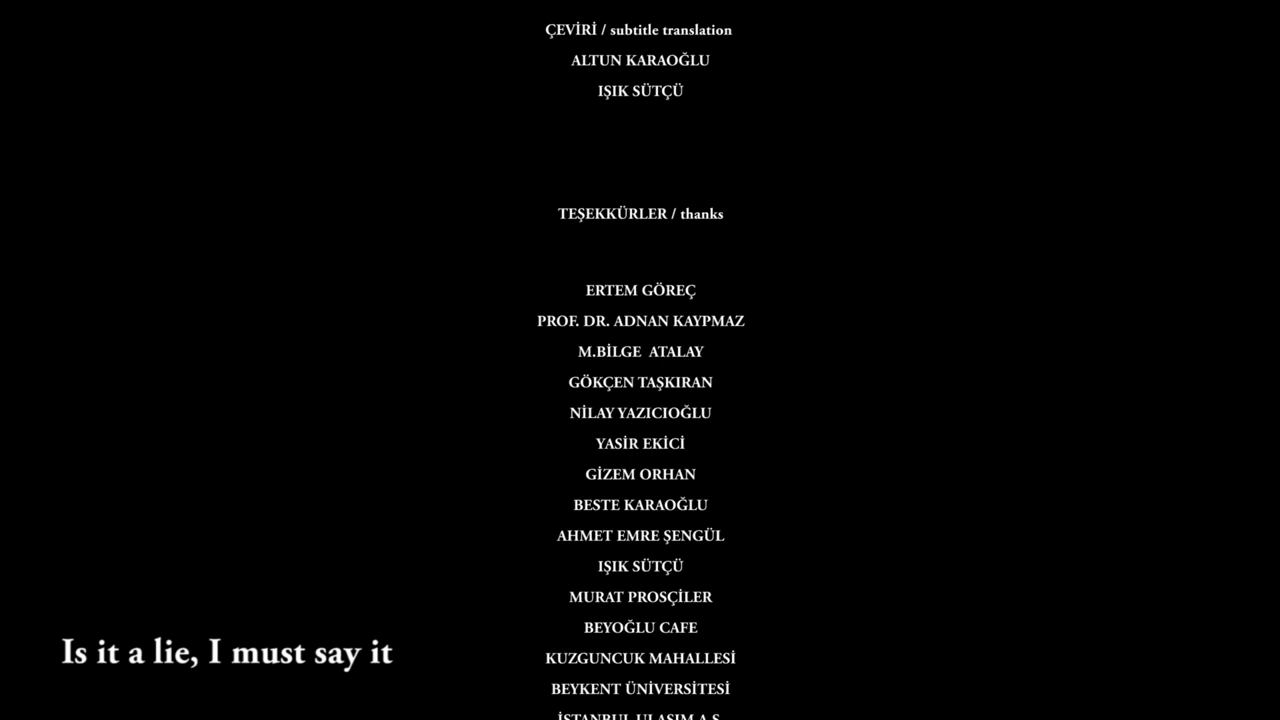 ÇEVİRİ / subtitle translation
ALTUN KARAOĞLU
IŞIK SÜTÇÜ
TEŞEKKÜRLER / thanks
ERTEM GÖREÇ
PROF. DR. ADNAN KAYPMAZ
M.BİLGE ATALAY
GÖKÇEN TAŞKIRAN
NİLAY YAZICIOĞLU
YASİR EKİCİ
GİZEM ORHAN
BESTE KARAOĞLU
AHMET EMRE ŞENGÜL
IŞIK SÜTÇÜ
MURAT PROSÇİLER
BEYOĞLU CAFE
KUZGUNCUK MAHALLESİ
BEYKENT ÜNİVERSİTESİ
İSTANBUL ULAŞIM A.Ş.
Is it a lie, I must say it